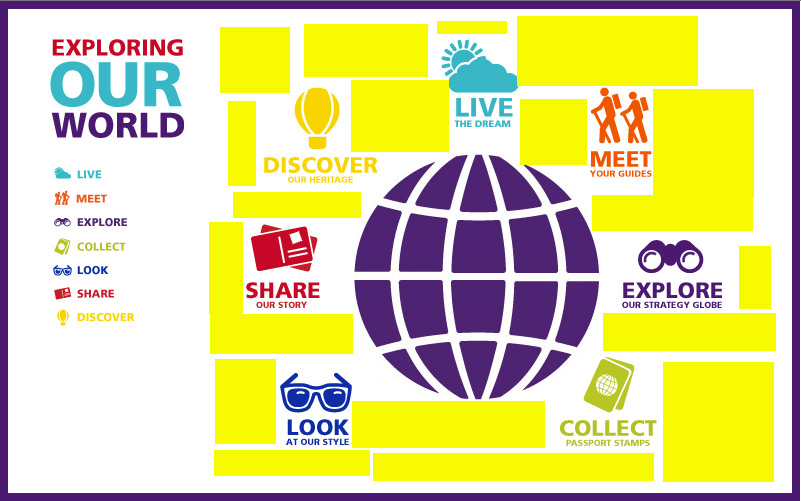 EXPLORING
OUR
WORLD
LIVE
MEET
EXPLORE
COLLECT
LOOK
SHARE
DISCOVER
LIVE
THE DREAM
DISCOVER
OUR HERITAGE
MEET
YOUR GUIDES
SHARE
OUR STORY
EXPLORE
OUR STRATEGY GLOBE
LOOK
AT OUR STYLE
COLLECT
PASSPORT STAMPS